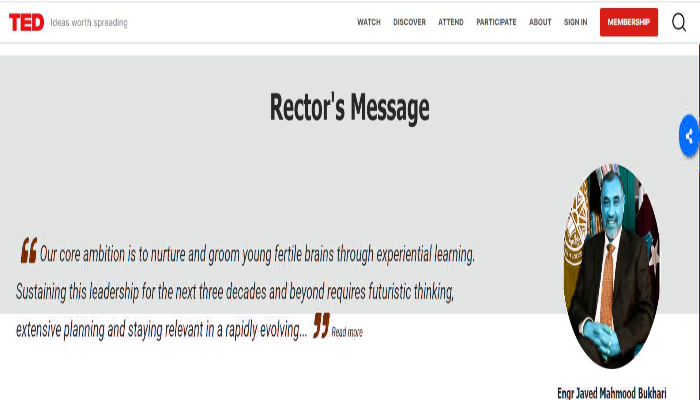 TED Ideas worth spreading WATCH DISCOVER ATTEND PARTICIPATE ABOUT SIGN IN MEMBERSHIP
Rector's Message
❝ Our core ambition is to nurture and groom young fertile brains through experiential learning.
Sustaining this leadership for the next three decades and beyond requires futuristic thinking,
extensive planning and staying relevant in a rapidly evolving... ❞ Read more
Engr Javed Mahmood Bukhari